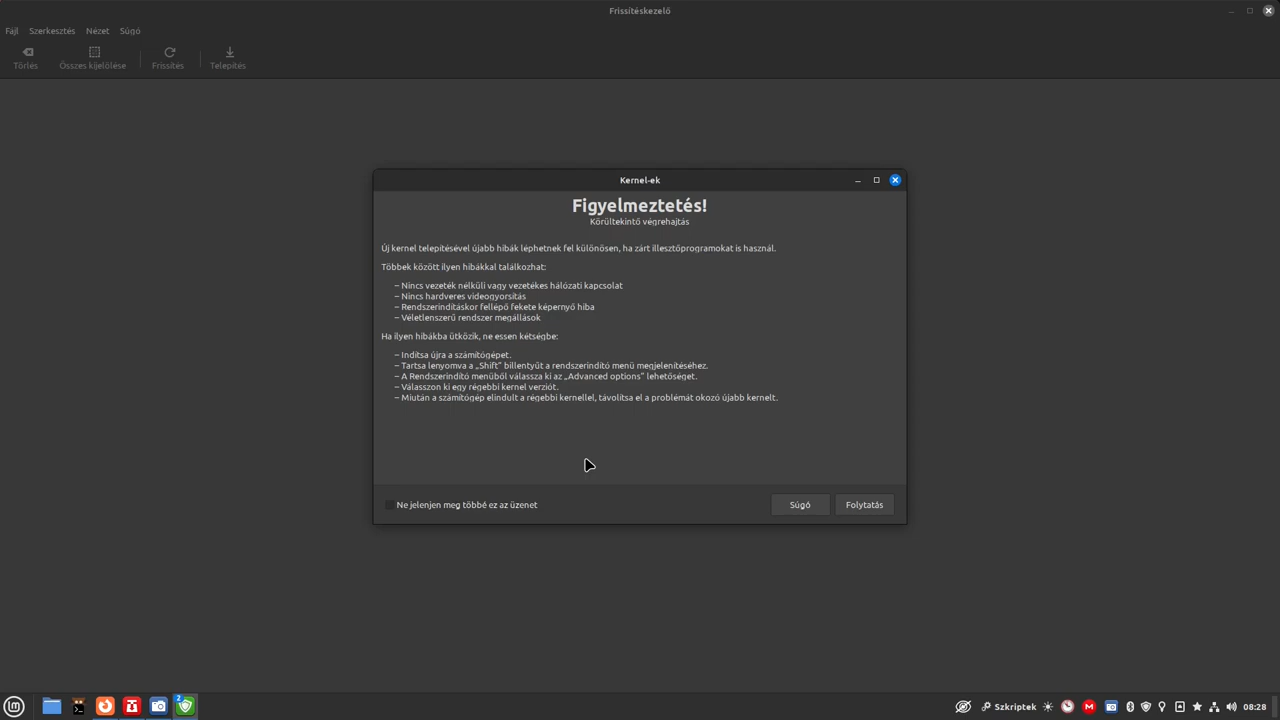 Frissítéskezelő
Fájl Szerkesztés Nézet Súgó
Törlés Összes kijelölése Frissítés Telepítés
Kernel-ek
Figyelmeztetés!
Körültekintő végrehajtás
Új kernel telepítésével újabb hibák léphetnek fel különösen, ha zárt illesztőprogramokat is használ.
Többek között ilyen hibákkal találkozhat:
– Nincs vezeték nélküli vagy vezetékes hálózati kapcsolat
– Nincs hardveres videogyorsítás
– Rendszerindításkor fellépő fekete képernyő hiba
– Véletlenszerű rendszer megállások
Ha ilyen hibákba ütközik, ne essen kétségbe:
– Indítsa újra a számítógépet.
– Tartsa lenyomva a „Shift” billentyűt a rendszerindító menü megjelenítéséhez.
– A Rendszerindító menüből válassza ki az „Advanced options” lehetőséget.
– Válasszon ki egy régebbi kernel verziót.
– Miután a számítógép elindult a régebbi kernellel, távolítsa el a problémát okozó újabb kernelt.
Ne jelenjen meg többé ez az üzenet
Súgó Folytatás
2
Szkriptek
08:28